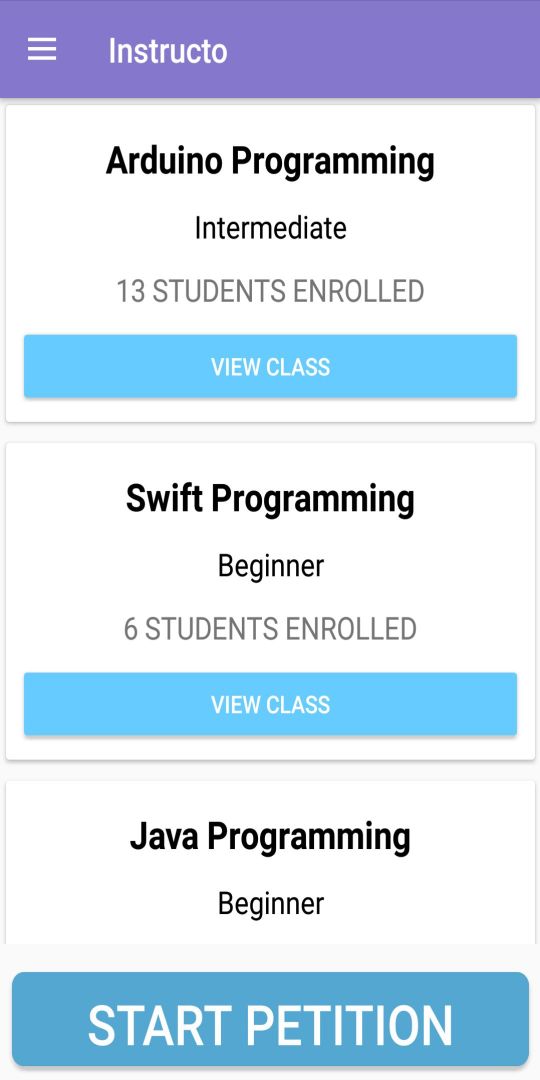 Instructo
Arduino Programming
Intermediate
13 STUDENTS ENROLLED
VIEW CLASS
Swift Programming
Beginner
6 STUDENTS ENROLLED
VIEW CLASS
Java Programming
Beginner
START PETITION